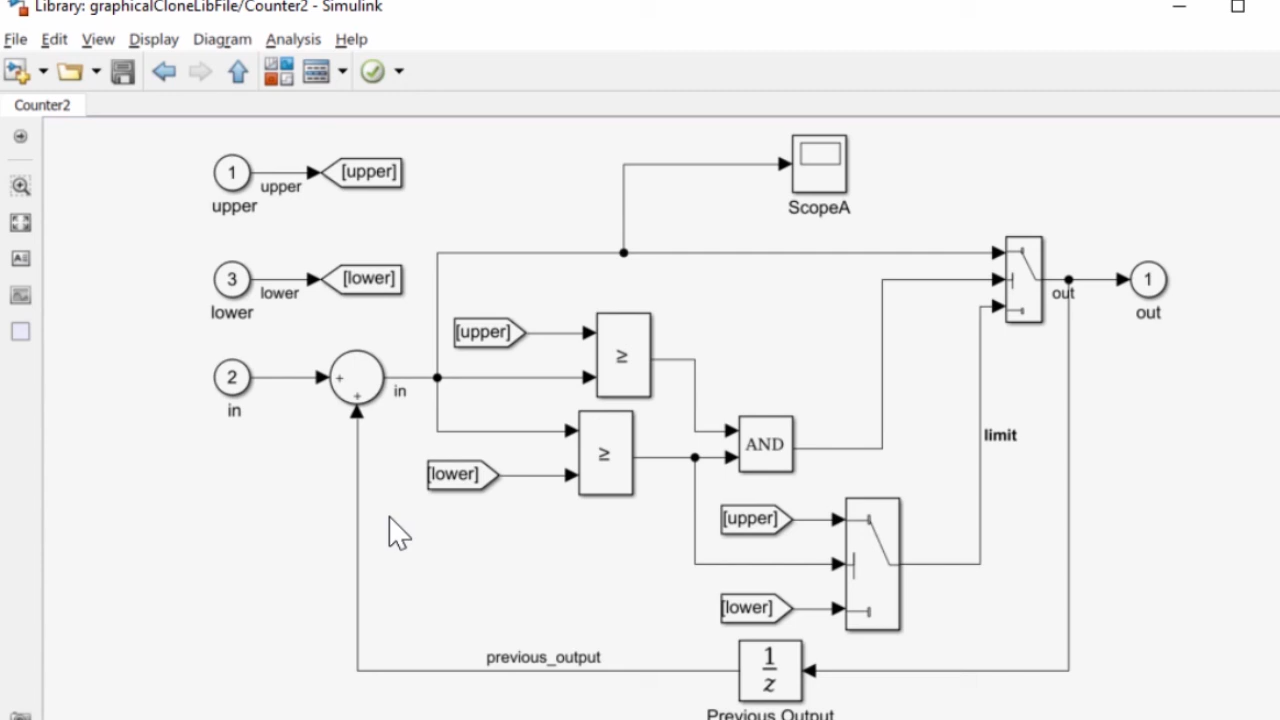 Library: graphicalCloneLibFile/Counter2 - Simulink
File Edit View Display Diagram Analysis Help
Counter2
1
upper
[upper]
upper
ScopeA
3
lower
[lower]
lower
out
1
out
[upper]
≥
2
in
+
+
in
[lower]
≥
AND
limit
[upper]
[lower]
previous_output
1
z
Previous Output